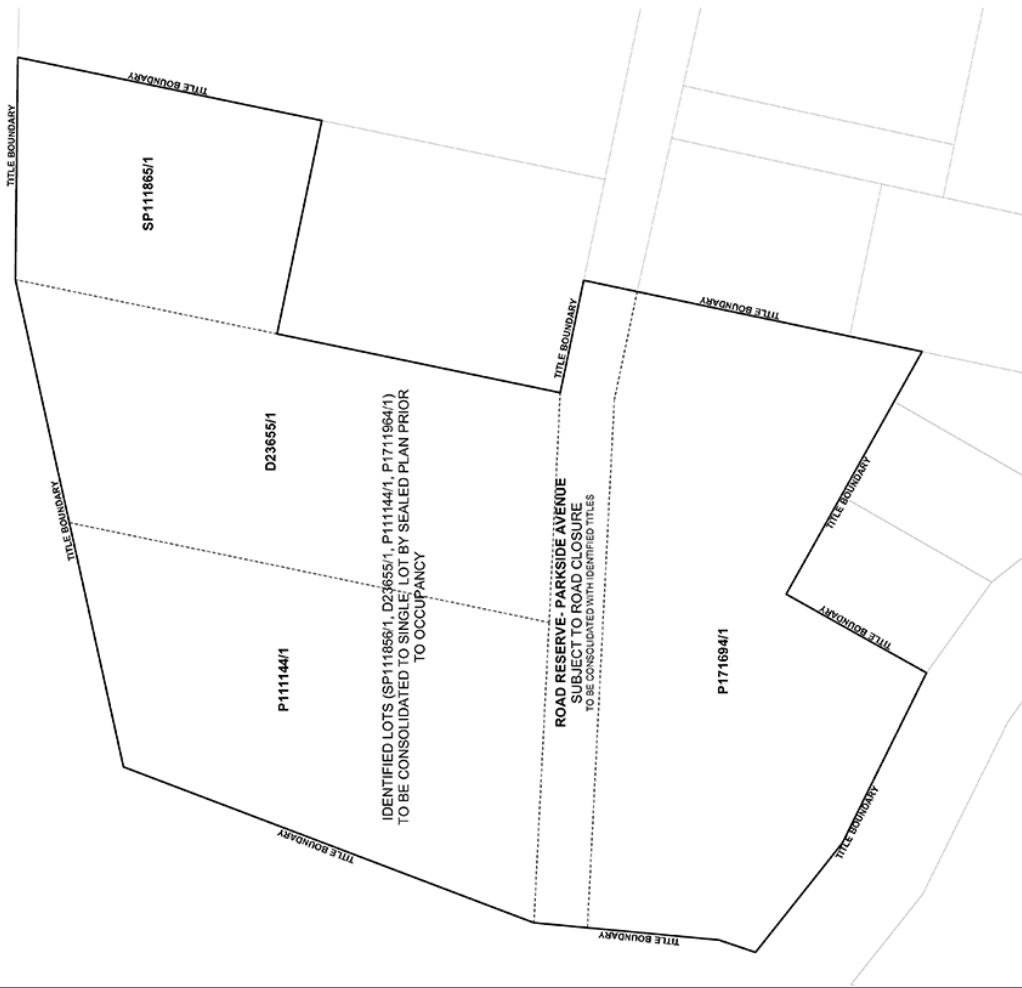 TITLE BOUNDARY
TITLE BOUNDARY
SP111865/1
D23655/1
TITLE BOUNDARY
P111144/1
TITLE BOUNDARY
IDENTIFIED LOTS (SP111856/1, D23655/1, P111144/1, P1711964/1)
TO BE CONSOLIDATED TO SINGLE LOT BY SEALED PLAN PRIOR
TO OCCUPANCY
TITLE BOUNDARY
ROAD RESERVE- PARKSIDE AVENUE
SUBJECT TO ROAD CLOSURE
TO BE CONSOLIDATED WITH IDENTIFIED TITLES
TITLE BOUNDARY
P171694/1
TITLE BOUNDARY
TITLE BOUNDARY
TITLE BOUNDARY
TITLE BOUNDARY